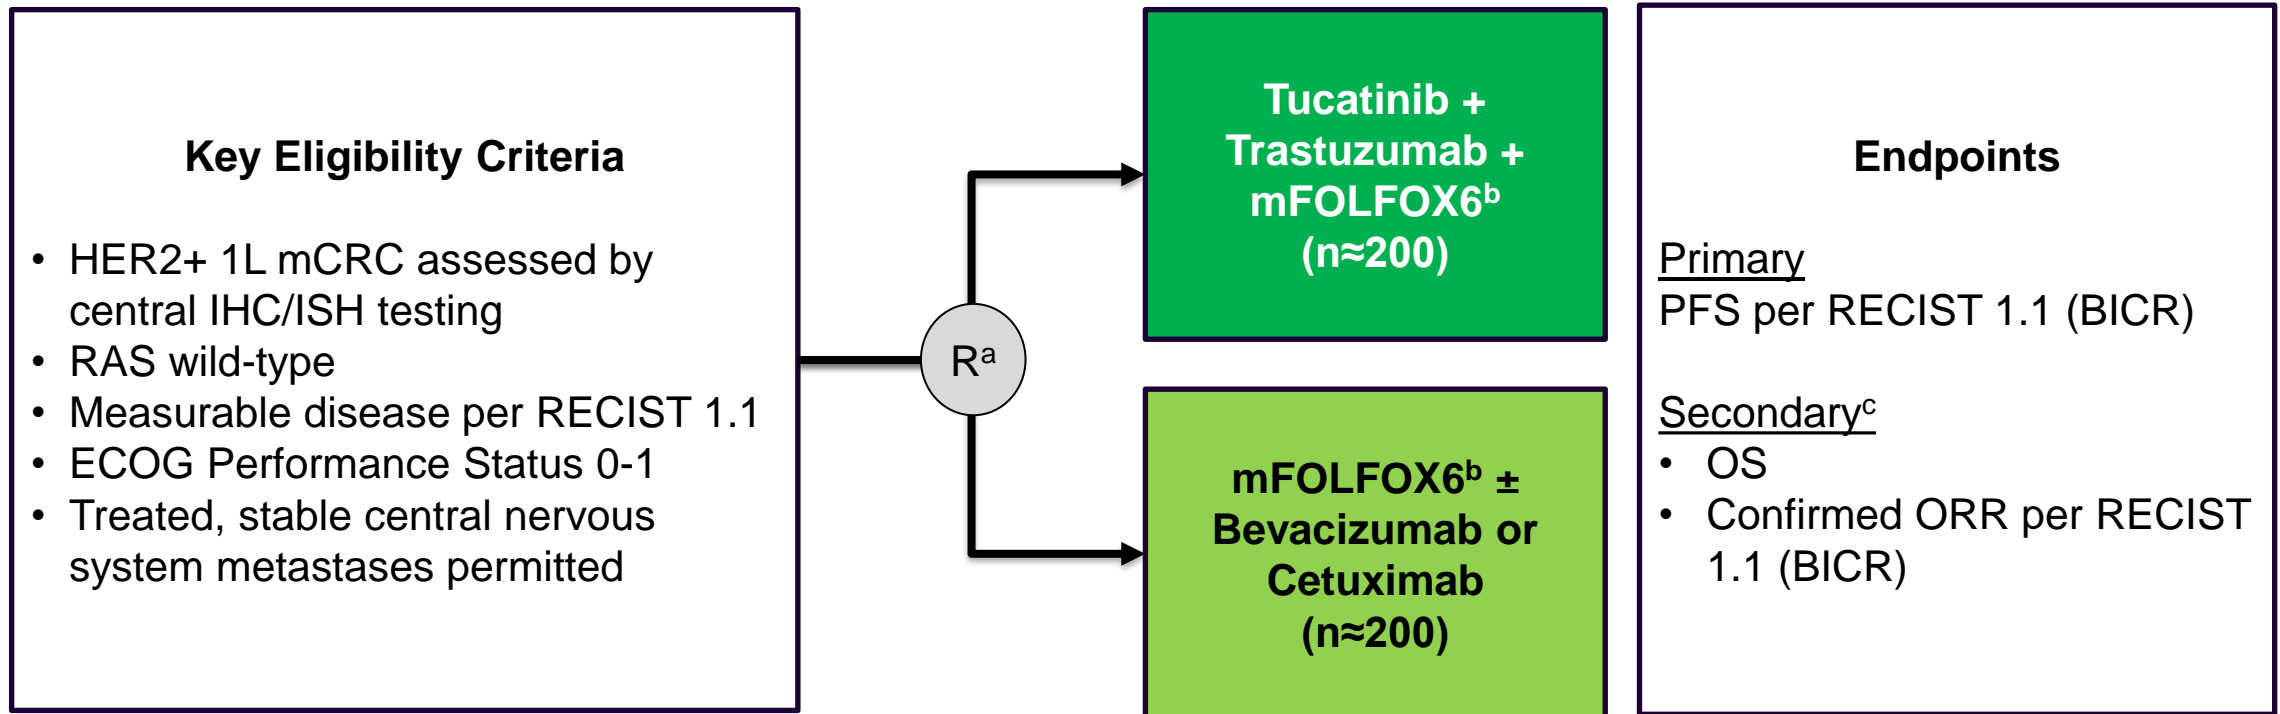 Key Eligibility Criteria
• HER2+ 1L mCRC assessed by
central IHC/ISH testing
• RAS wild-type
• Measurable disease per RECIST 1.1
• ECOG Performance Status 0-1
• Treated, stable central nervous
system metastases permitted
Rᵃ
Tucatinib +
Trastuzumab +
mFOLFOX6ᵇ
(n≈200)
mFOLFOX6ᵇ ±
Bevacizumab or
Cetuximab
(n≈200)
Endpoints
Primary
PFS per RECIST 1.1 (BICR)
Secondaryᶜ
• OS
• Confirmed ORR per RECIST
1.1 (BICR)